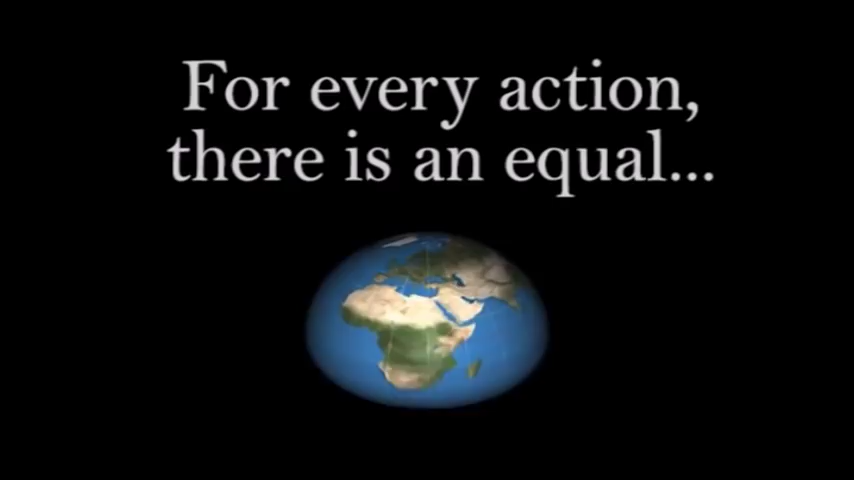 For every action,
there is an equal...